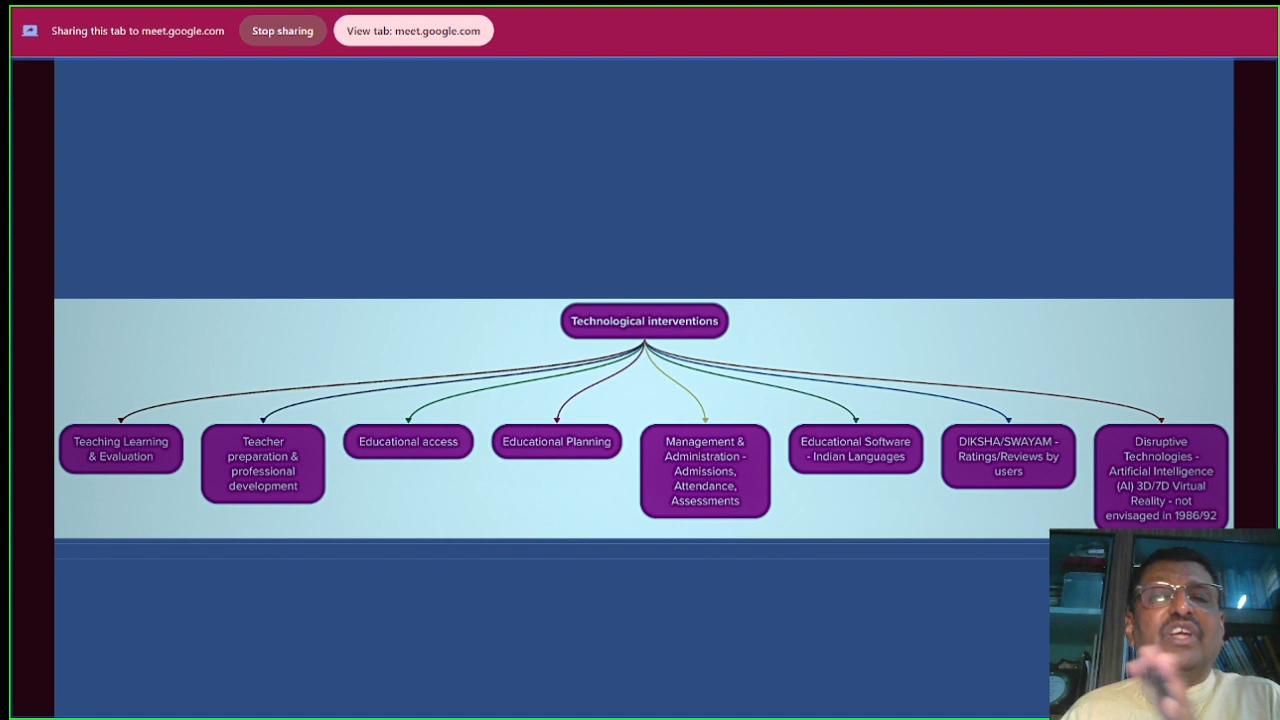 Sharing this tab to meet.google.com
Stop sharing
View tab: meet.google.com
Technological interventions
Teaching Learning
& Evaluation
Teacher
preparation &
professional
development
Educational access
Educational Planning
Management &
Administration -
Admissions,
Attendance,
Assessments
Educational Software
- Indian Languages
DIKSHA/SWAYAM -
Ratings/Reviews by
users
Disruptive
Technologies -
Artificial Intelligence
(AI) 3D/7D Virtual
Reality - not
envisaged in 1986/92